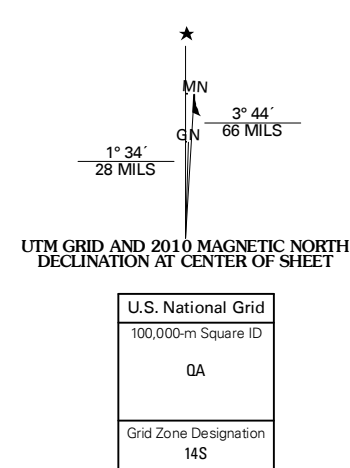 ★
MN
3° 44´
66 MILS
GN
1° 34´
28 MILS
UTM GRID AND 2010 MAGNETIC NORTH
DECLINATION AT CENTER OF SHEET
U.S. National Grid
100,000-m Square ID
QA
Grid Zone Designation
14S